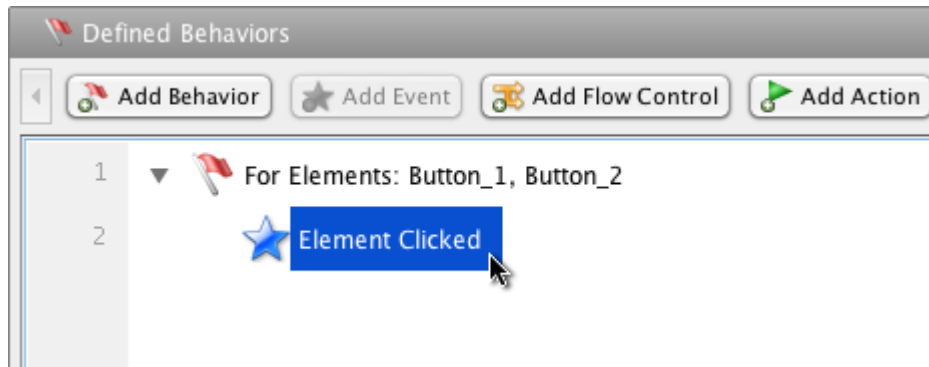 Defined Behaviors
Add Behavior Add Event Add Flow Control Add Action
1 For Elements: Button_1, Button_2
2 Element Clicked